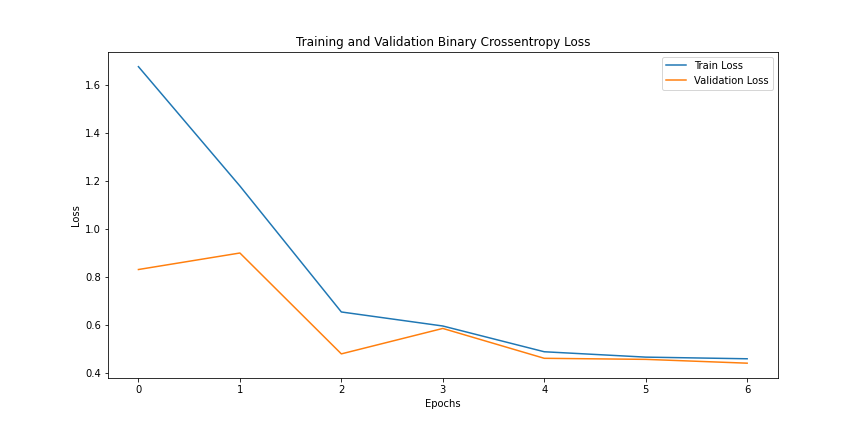 Training and Validation Binary Crossentropy Loss
Train Loss
Validation Loss
1.6
1.4
1.2
1.0
0.8
0.6
0.4
Loss
0 1 2 3 4 5 6
Epochs